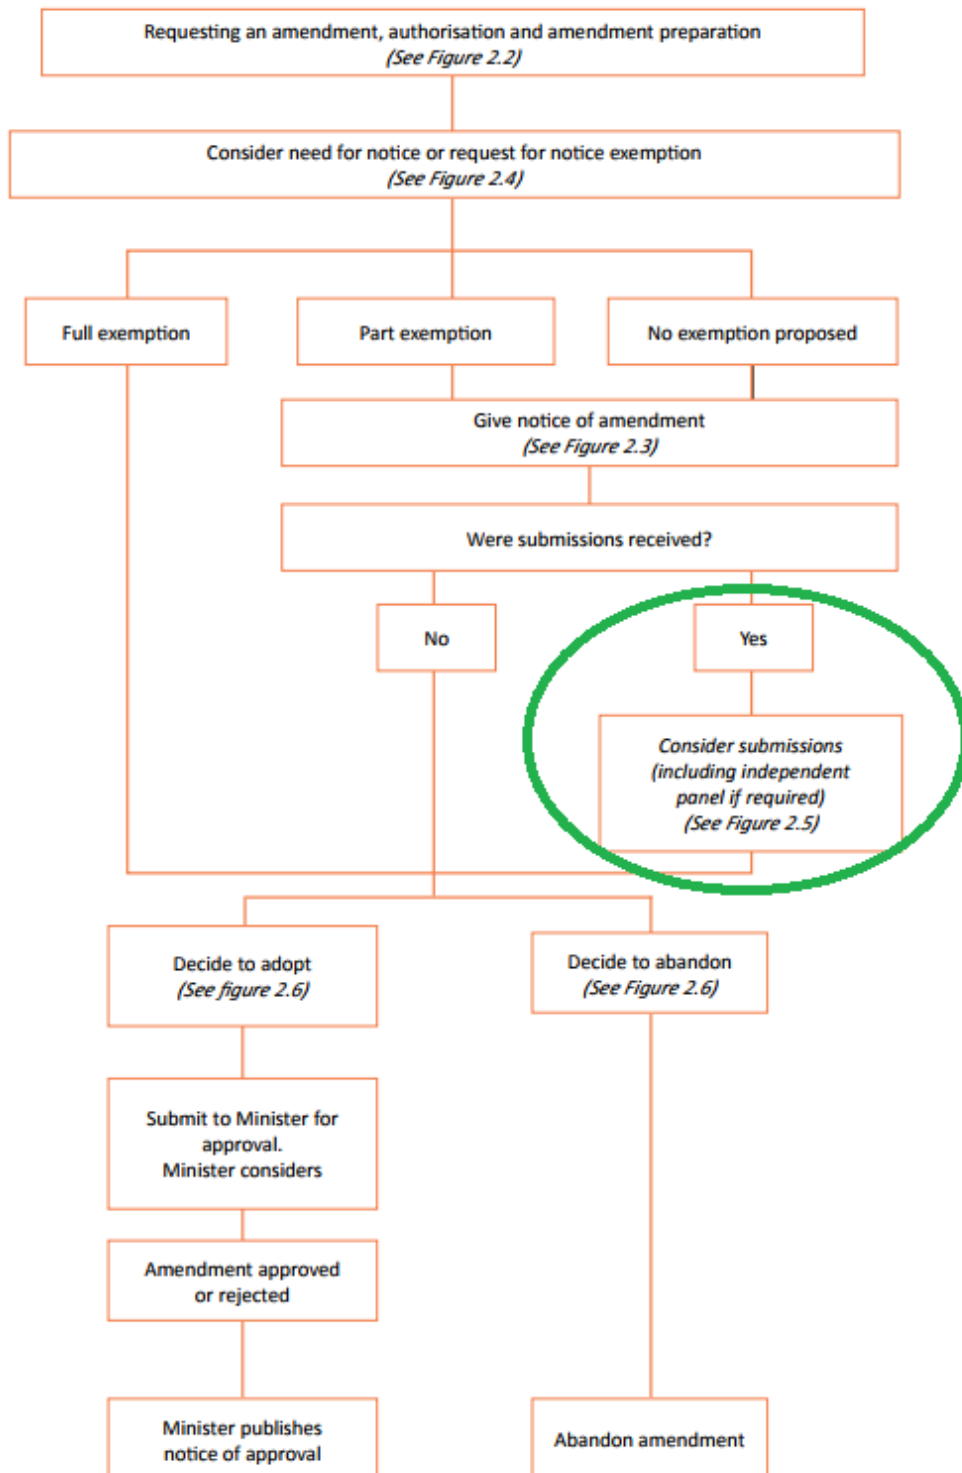 Requesting an amendment, authorisation and amendment preparation
(See Figure 2.2)
Consider need for notice or request for notice exemption
(See Figure 2.4)
Full exemption
Part exemption
No exemption proposed
Give notice of amendment
(See Figure 2.3)
Were submissions received?
No
Yes
Consider submissions
(including independent
panel if required)
(See Figure 2.5)
Decide to adopt
(See figure 2.6)
Decide to abandon
(See Figure 2.6)
Submit to Minister for
approval.
Minister considers
Amendment approved
or rejected
Minister publishes
notice of approval
Abandon amendment